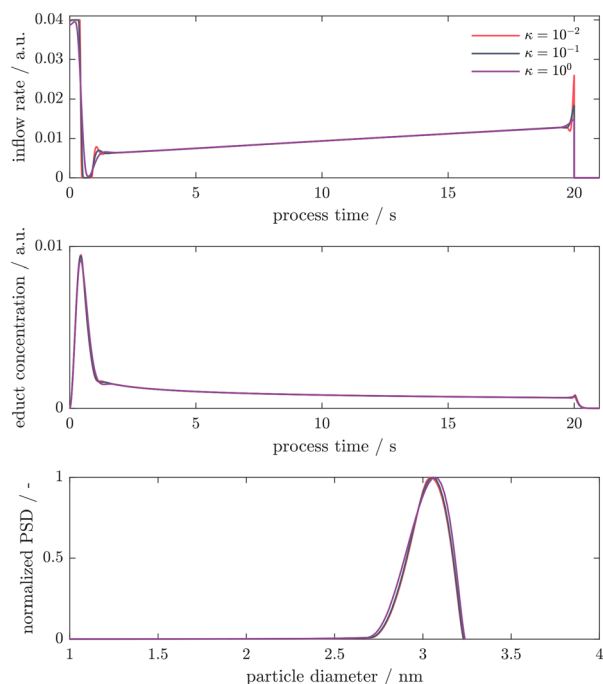 0.04
0.03
0.02
0.01
0
inflow rate / a.u.
κ = 10⁻²
κ = 10⁻¹
κ = 10⁰
0 5 10 15 20
process time / s
0.01
0
educt concentration / a.u.
0 5 10 15 20
process time / s
1
0.5
0
normalized PSD / -
1 1.5 2 2.5 3 3.5 4
particle diameter / nm